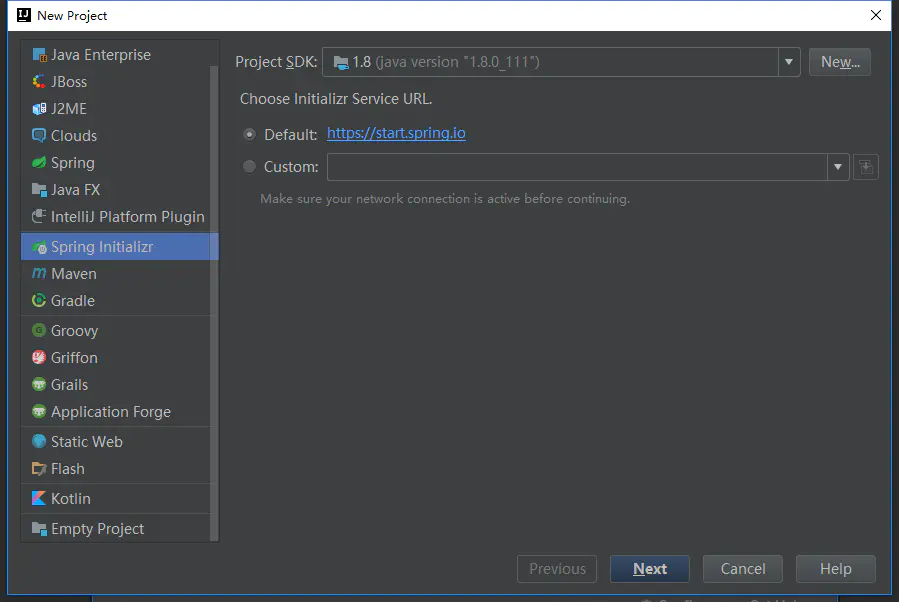 New Project
Java Enterprise
JBoss
J2ME
Clouds
Spring
Java FX
IntelliJ Platform Plugin
Spring Initializr
Maven
Gradle
Groovy
Griffon
Grails
Application Forge
Static Web
Flash
Kotlin
Empty Project
Project SDK: 1.8 (java version "1.8.0_111") New...
Choose Initializr Service URL.
Default: https://start.spring.io
Custom:
Make sure your network connection is active before continuing.
Previous Next Cancel Help